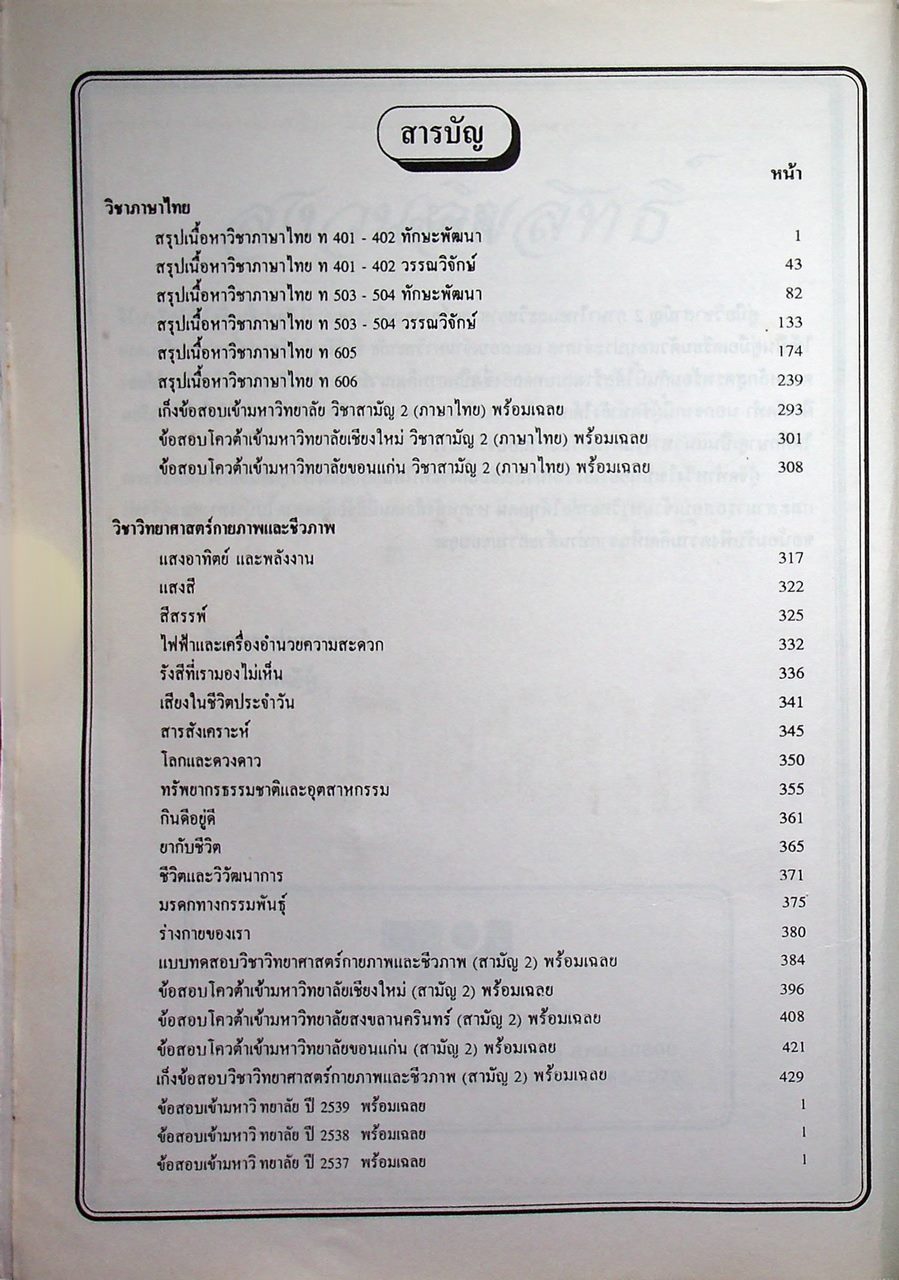 สารบัญ
หน้า
วิชาภาษาไทย
สรุปเนื้อหาวิชาภาษาไทย ท 401 - 402 ทักษะพัฒนา 1
สรุปเนื้อหาวิชาภาษาไทย ท 401 - 402 วรรณวิจักษ์ 43
สรุปเนื้อหาวิชาภาษาไทย ท 503 - 504 ทักษะพัฒนา 82
สรุปเนื้อหาวิชาภาษาไทย ท 503 - 504 วรรณวิจักษ์ 133
สรุปเนื้อหาวิชาภาษาไทย ท 605 174
สรุปเนื้อหาวิชาภาษาไทย ท 606 239
เก็งข้อสอบเข้ามหาวิทยาลัย วิชาสามัญ 2 (ภาษาไทย) พร้อมเฉลย 293
ข้อสอบโควต้าเข้ามหาวิทยาลัยเชียงใหม่ วิชาสามัญ 2 (ภาษาไทย) พร้อมเฉลย 301
ข้อสอบโควต้าเข้ามหาวิทยาลัยขอนแก่น วิชาสามัญ 2 (ภาษาไทย) พร้อมเฉลย 308
วิชาวิทยาศาสตร์กายภาพและชีวภาพ
แสงอาทิตย์ และพลังงาน 317
แสงสี 322
สีสรรพ์ 325
ไฟฟ้าและเครื่องอำนวยความสะดวก 332
รังสีที่เรามองไม่เห็น 336
เสียงในชีวิตประจำวัน 341
สารสังเคราะห์ 345
โลกและดวงดาว 350
ทรัพยากรธรรมชาติและอุตสาหกรรม 355
กินดีอยู่ดี 361
ยากับชีวิต 365
ชีวิตและวิวัฒนาการ 371
มรดกทางกรรมพันธุ์ 375
ร่างกายของเรา 380
แบบทดสอบวิชาวิทยาศาสตร์กายภาพและชีวภาพ (สามัญ 2) พร้อมเฉลย 384
ข้อสอบโควต้าเข้ามหาวิทยาลัยเชียงใหม่ (สามัญ 2) พร้อมเฉลย 396
ข้อสอบโควต้าเข้ามหาวิทยาลัยสงขลานครินทร์ (สามัญ 2) พร้อมเฉลย 408
ข้อสอบโควต้าเข้ามหาวิทยาลัยขอนแก่น (สามัญ 2) พร้อมเฉลย 421
เก็งข้อสอบวิชาวิทยาศาสตร์กายภาพและชีวภาพ (สามัญ 2) พร้อมเฉลย 429
ข้อสอบเข้ามหาวิทยาลัย ปี 2539 พร้อมเฉลย 1
ข้อสอบเข้ามหาวิทยาลัย ปี 2538 พร้อมเฉลย 1
ข้อสอบเข้ามหาวิทยาลัย ปี 2537 พร้อมเฉลย 1